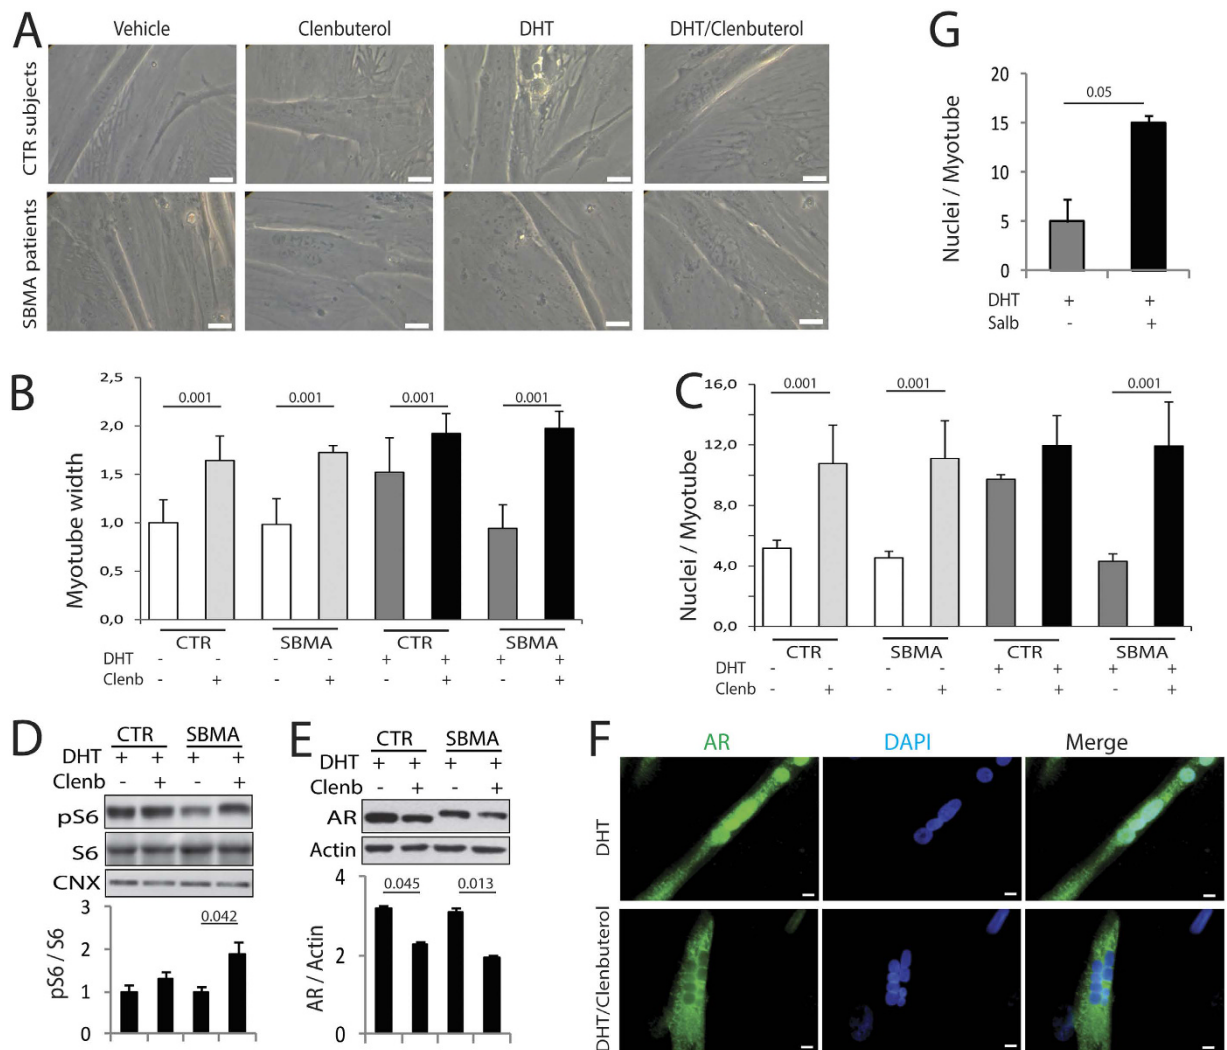 A
Vehicle Clenbuterol DHT DHT/Clenbuterol
CTR subjects
SBMA patients
G
Nuclei / Myotube
20
15
10
5
0
0.05
DHT + +
Salb - +
B
Myotube width
2,5
2,0
1,5
1,0
0,5
0,0
0.001 0.001 0.001 0.001
CTR SBMA CTR SBMA
DHT - - - - + + + +
Clenb - + - + - + - +
C
Nuclei / Myotube
16,0
12,0
8,0
4,0
0,0
0.001 0.001 0.001
CTR SBMA CTR SBMA
DHT - - - - + + + +
Clenb - + - + - + - +
D
CTR SBMA
DHT + + + +
Clenb - + - +
pS6
S6
CNX
pS6 / S6
3
2
1
0
0.042
E
CTR SBMA
DHT + + + +
Clenb - + - +
AR
Actin
AR / Actin
4
2
0
0.045 0.013
F
AR DAPI Merge
DHT
DHT/Clenbuterol